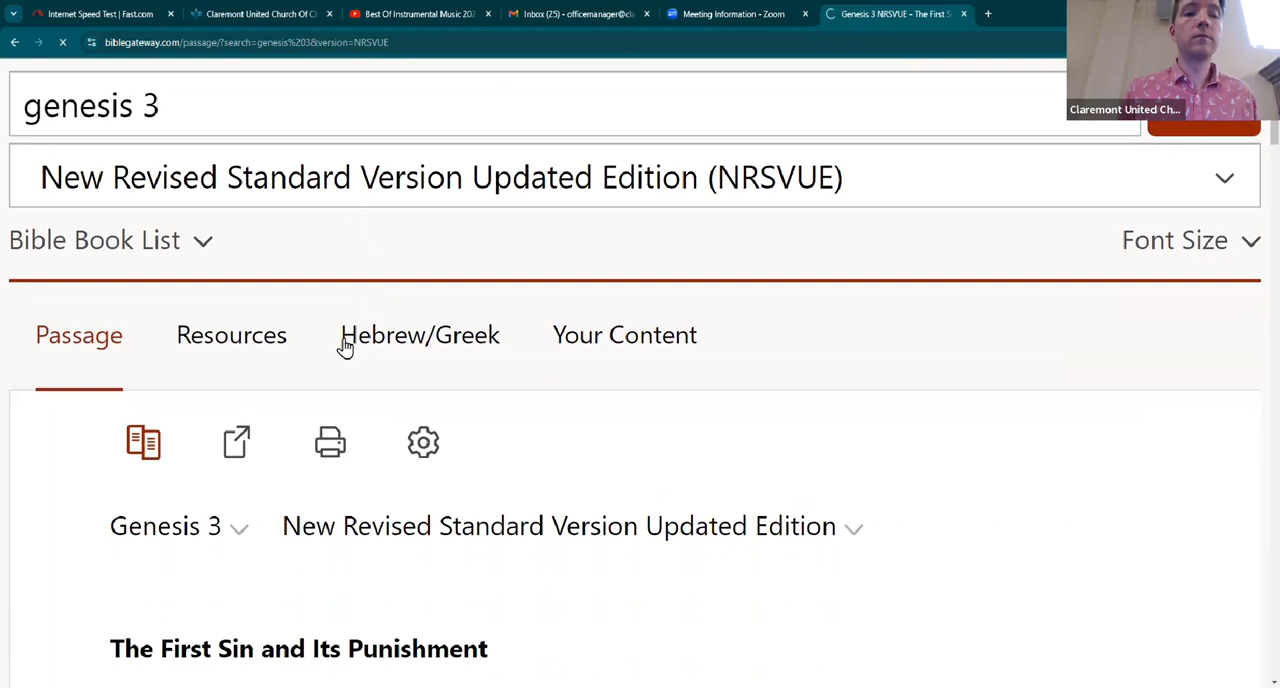 Internet Speed Test | Fast.com
Claremont United Church Of Ch
Best Of Instrumental Music 202
Inbox (25) - officemanager@cla
Meeting Information - Zoom
Genesis 3 NRSVUE - The First S
biblegateway.com/passage/?search=genesis%203&version=NRSVUE
Claremont United Ch...
genesis 3
New Revised Standard Version Updated Edition (NRSVUE)
Bible Book List
Font Size
Passage
Resources
Hebrew/Greek
Your Content
Genesis 3
New Revised Standard Version Updated Edition
The First Sin and Its Punishment